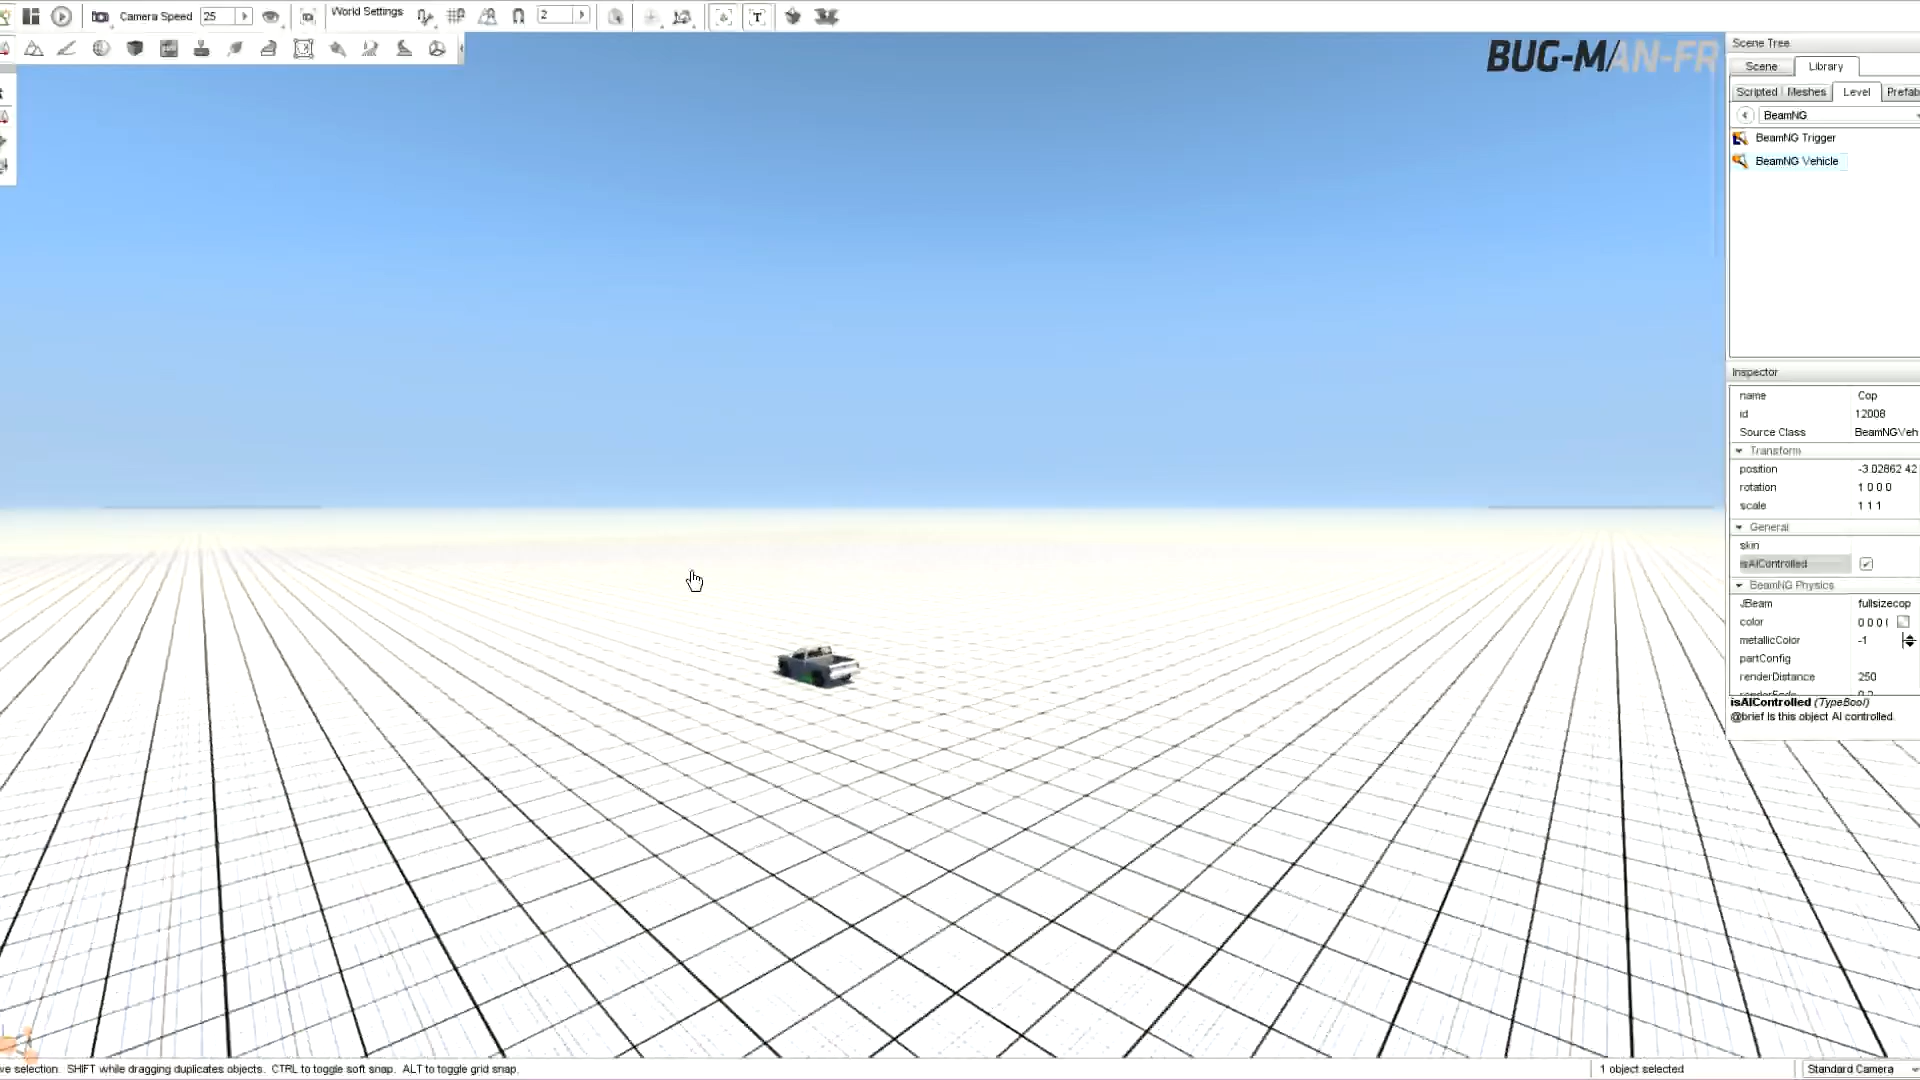 Camera Speed 25 World Settings 2
BUG-MAN-FR
Scene Tree
Scene Library
Scripted Meshes Level Prefab
BeamNG
BeamNG Trigger
BeamNG Vehicle
Inspector
name Cop
id 12008
Source Class BeamNGVeh
Transform
position -3.02862 42
rotation 1 0 0 0
scale 1 1 1
General
skin
isAIControlled
BeamNG Physics
JBeam fullsizecop
color 0 0 0
metallicColor -1
partConfig
renderDistance 250
isAIControlled (TypeBool)
@brief Is this object AI controlled.
ve selection. SHIFT while dragging duplicates objects. CTRL to toggle soft snap. ALT to toggle grid snap.
1 object selected
Standard Camera